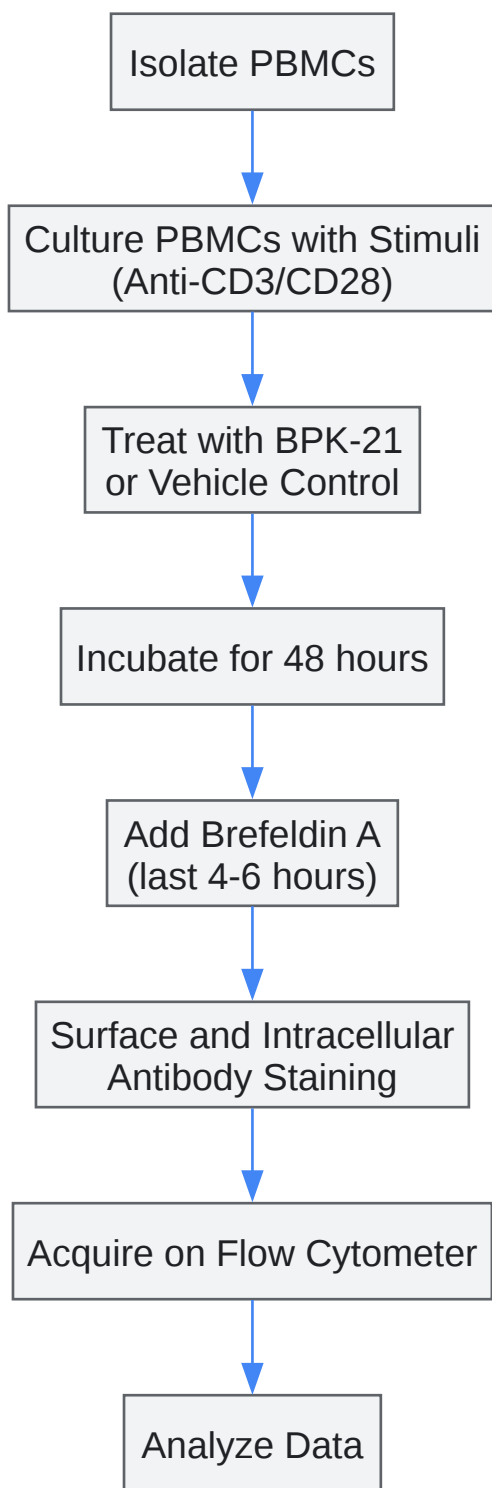 Isolate PBMCs
Culture PBMCs with Stimuli
(Anti-CD3/CD28)
Treat with BPK-21
or Vehicle Control
Incubate for 48 hours
Add Brefeldin A
(last 4-6 hours)
Surface and Intracellular
Antibody Staining
Acquire on Flow Cytometer
Analyze Data